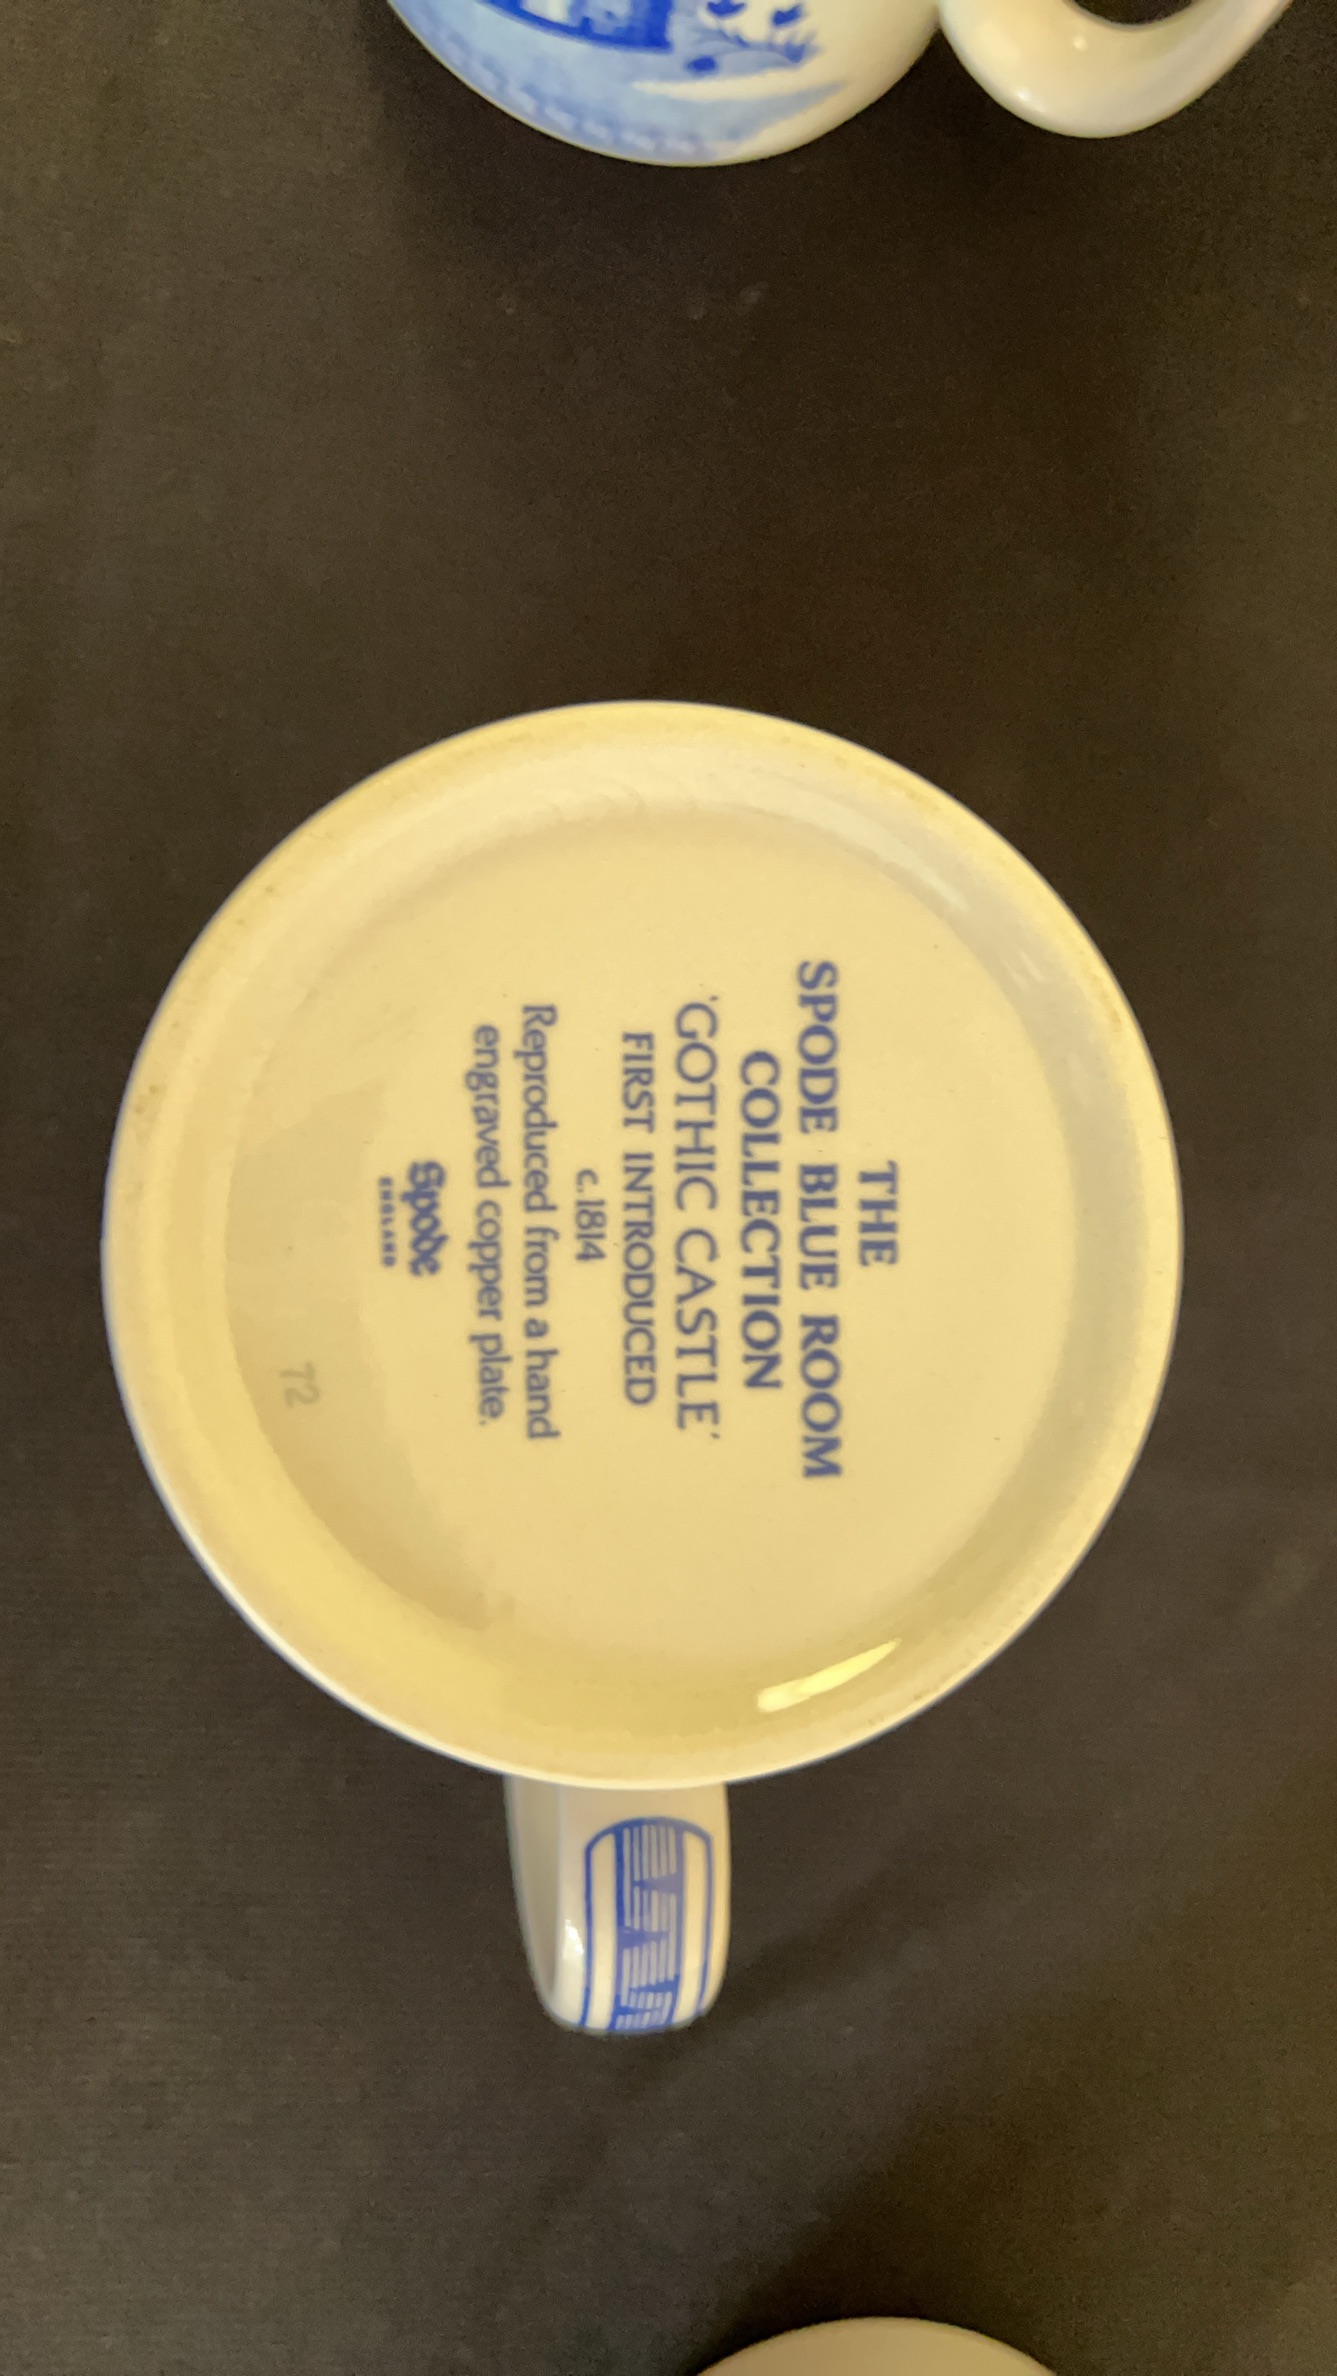 THE
SPODE BLUE ROOM
COLLECTION
'GOTHIC CASTLE'
FIRST INTRODUCED
c.1814
Reproduced from a hand
engraved copper plate.
Spode
ENGLAND
72